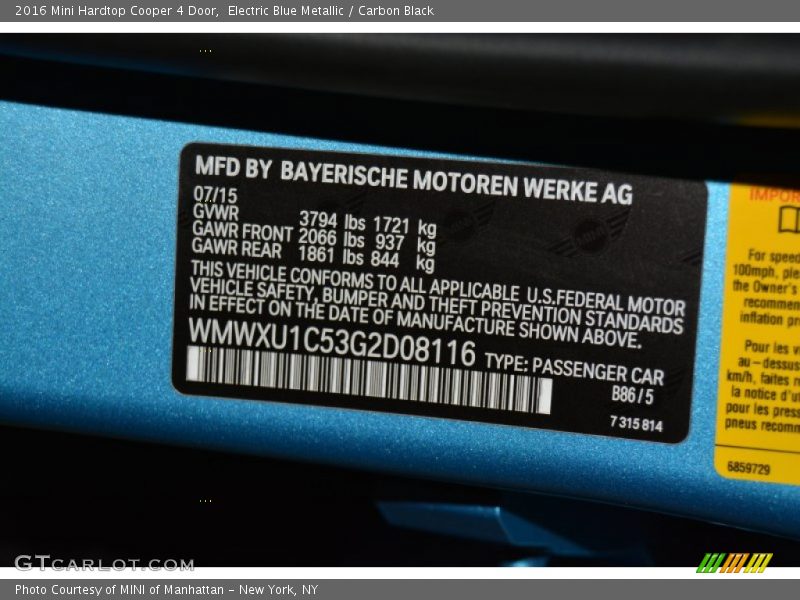 2016 Mini Hardtop Cooper 4 Door, Electric Blue Metallic / Carbon Black
MFD BY BAYERISCHE MOTOREN WERKE AG
07/15
GVWR 3794 lbs 1721 kg
GAWR FRONT 2066 lbs 937 kg
GAWR REAR 1861 lbs 844 kg
THIS VEHICLE CONFORMS TO ALL APPLICABLE U.S.FEDERAL MOTOR
VEHICLE SAFETY, BUMPER AND THEFT PREVENTION STANDARDS
IN EFFECT ON THE DATE OF MANUFACTURE SHOWN ABOVE.
WMWXU1C53G2D08116 TYPE: PASSENGER CAR
B86/5
7 315 814
IMPOR
For speed
100mph, ple
the Owner's
recommen
inflation pr
Pour les v
au-dessus
km/h, faites r
la notice d'u
pour les press
pneus recomm
6859729
GTCARLOT.COM
Photo Courtesy of MINI of Manhattan - New York, NY